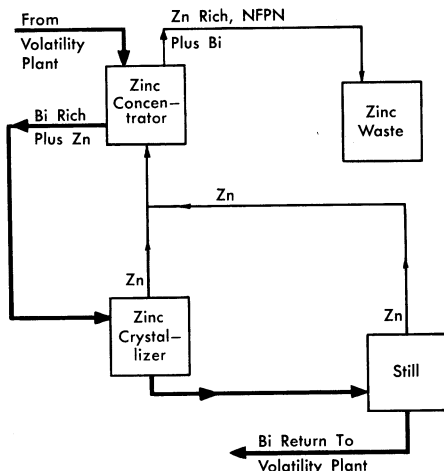 From
Volatility
Plant
Zn Rich, NFPN
Plus Bi
Zinc
Concen-
trator
Zinc
Waste
Bi Rich
Plus Zn
Zn
Zn
Zn
Zinc
Crystal-
lizer
Still
Bi Return To
Volatility Plant